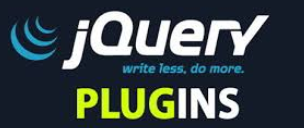 jQuery
write less, do more.
PLUGINS